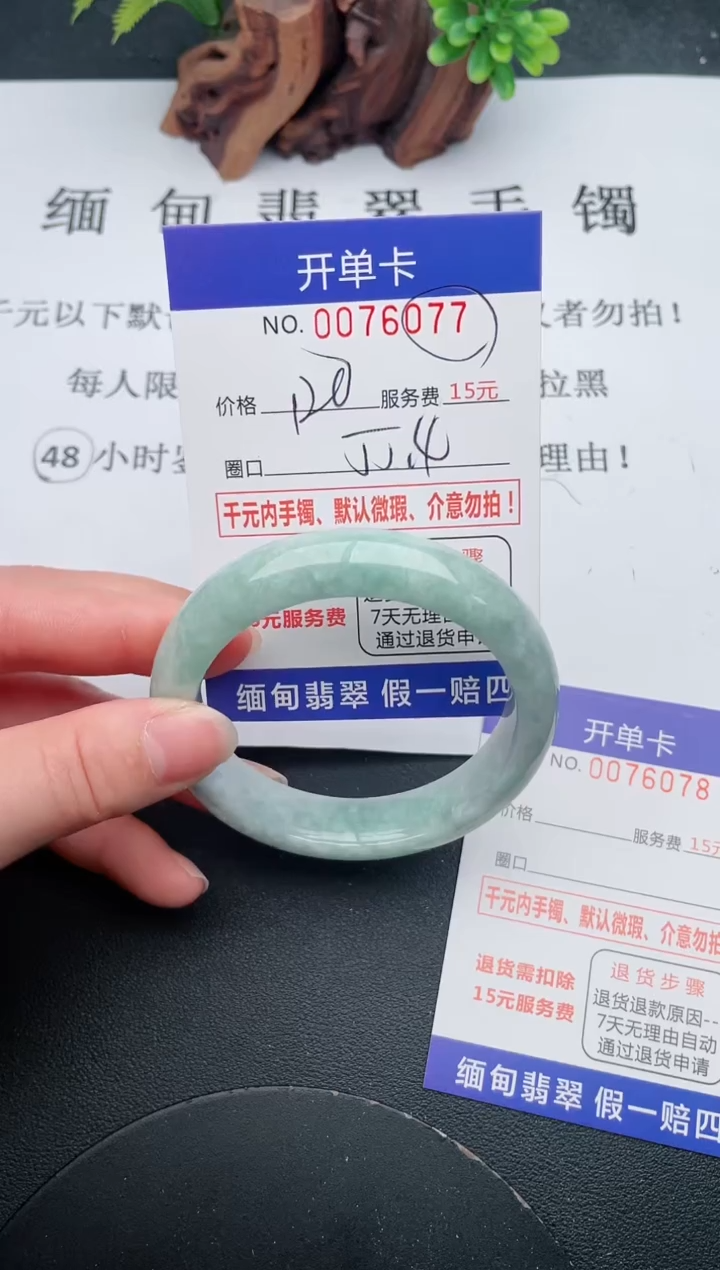 缅甸翡翠手镯
千元以下默
者勿拍！
每人限
拉黑
48小时
理由！
开单卡
NO. 0076077
价格 服务费 15元
圈口
千元内手镯、默认微瑕、介意勿拍！
骤
元服务费
7天无理由
通过退货申
缅甸翡翠 假一赔四
开单卡
NO. 0076078
价格 服务费 15元
圈口
千元内手镯、默认微瑕、介意勿拍
退货需扣除
15元服务费
退货步骤
退货退款原因--
7天无理由自动
通过退货申请
缅甸翡翠 假一赔四